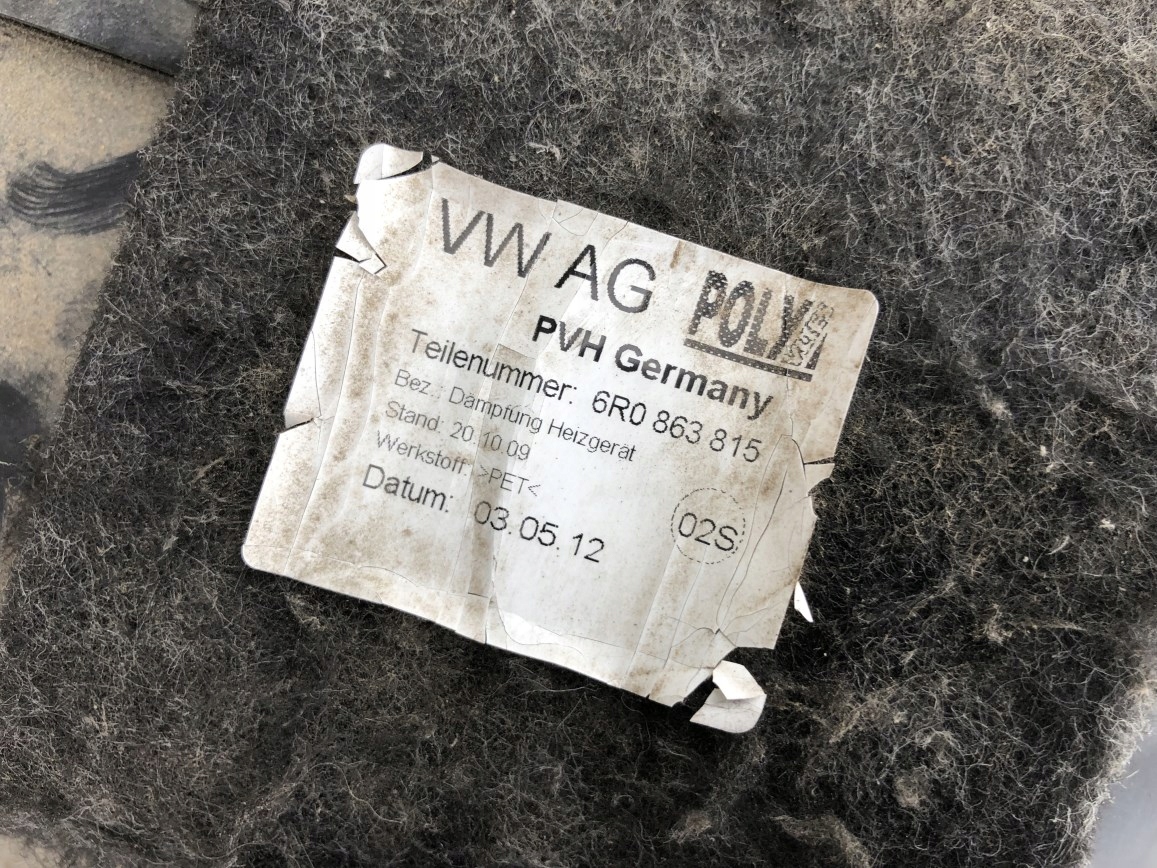 VW AG POLY
PVH Germany
Teilenummer: 6R0 863 815
Bez.: Dämpfung Heizgerät
Stand: 20.10.09
Werkstoff: >PET<
Datum: 03.05.12
02S